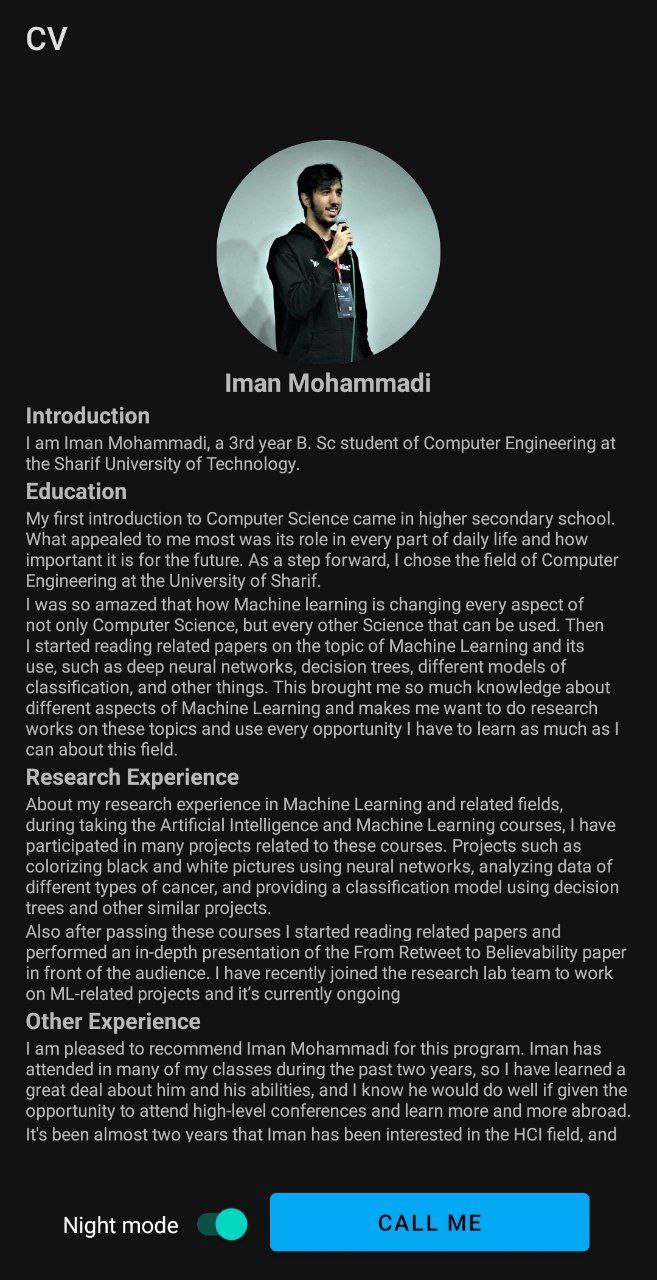 CV
Iman Mohammadi
Introduction
I am Iman Mohammadi, a 3rd year B. Sc student of Computer Engineering at
the Sharif University of Technology.
Education
My first introduction to Computer Science came in higher secondary school.
What appealed to me most was its role in every part of daily life and how
important it is for the future. As a step forward, I chose the field of Computer
Engineering at the University of Sharif.
I was so amazed that how Machine learning is changing every aspect of
not only Computer Science, but every other Science that can be used. Then
I started reading related papers on the topic of Machine Learning and its
use, such as deep neural networks, decision trees, different models of
classification, and other things. This brought me so much knowledge about
different aspects of Machine Learning and makes me want to do research
works on these topics and use every opportunity I have to learn as much as I
can about this field.
Research Experience
About my research experience in Machine Learning and related fields,
during taking the Artificial Intelligence and Machine Learning courses, I have
participated in many projects related to these courses. Projects such as
colorizing black and white pictures using neural networks, analyzing data of
different types of cancer, and providing a classification model using decision
trees and other similar projects.
Also after passing these courses I started reading related papers and
performed an in-depth presentation of the From Retweet to Believability paper
in front of the audience. I have recently joined the research lab team to work
on ML-related projects and it’s currently ongoing
Other Experience
I am pleased to recommend Iman Mohammadi for this program. Iman has
attended in many of my classes during the past two years, so I have learned a
great deal about him and his abilities, and I know he would do well if given the
opportunity to attend high-level conferences and learn more and more abroad.
It's been almost two years that Iman has been interested in the HCI field, and
Night mode
CALL ME